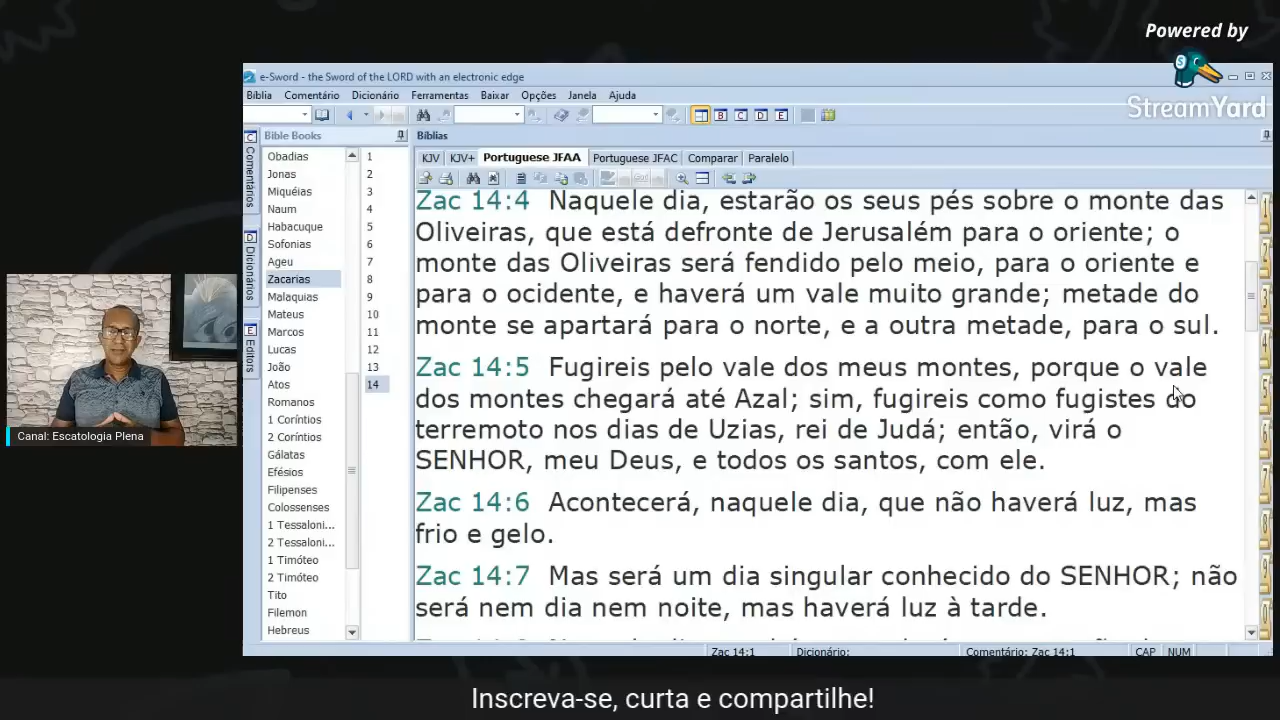 Powered by
StreamYard
e-Sword - the Sword of the LORD with an electronic edge
Bíblia Comentário Dicionário Ferramentas Baixar Opções Janela Ajuda
Bible Books
Bíblias
KJV KJV+ Portuguese JFAA Portuguese JFAC Comparar Paralelo
Comentários
Dicionários
Editors
Obadias 1
Jonas 2
Miquéias 3
Naum 4
Habacuque 5
Sofonias 6
Ageu 7
Zacarias 8
Malaquias 9
Mateus 10
Marcos 11
Lucas 12
João 13
Atos 14
Romanos
1 Coríntios
2 Coríntios
Gálatas
Efésios
Filipenses
Colossenses
1 Tessaloni...
2 Tessaloni...
1 Timóteo
2 Timóteo
Tito
Filemon
Hebreus
Zac 14:4 Naquele dia, estarão os seus pés sobre o monte das
Oliveiras, que está defronte de Jerusalém para o oriente; o
monte das Oliveiras será fendido pelo meio, para o oriente e
para o ocidente, e haverá um vale muito grande; metade do
monte se apartará para o norte, e a outra metade, para o sul.
Zac 14:5 Fugireis pelo vale dos meus montes, porque o vale
dos montes chegará até Azal; sim, fugireis como fugistes do
terremoto nos dias de Uzias, rei de Judá; então, virá o
SENHOR, meu Deus, e todos os santos, com ele.
Zac 14:6 Acontecerá, naquele dia, que não haverá luz, mas
frio e gelo.
Zac 14:7 Mas será um dia singular conhecido do SENHOR; não
será nem dia nem noite, mas haverá luz à tarde.
Zac 14:1 Dicionário: Comentário: Zac 14:1 CAP NUM
Canal: Escatologia Plena
Inscreva-se, curta e compartilhe!